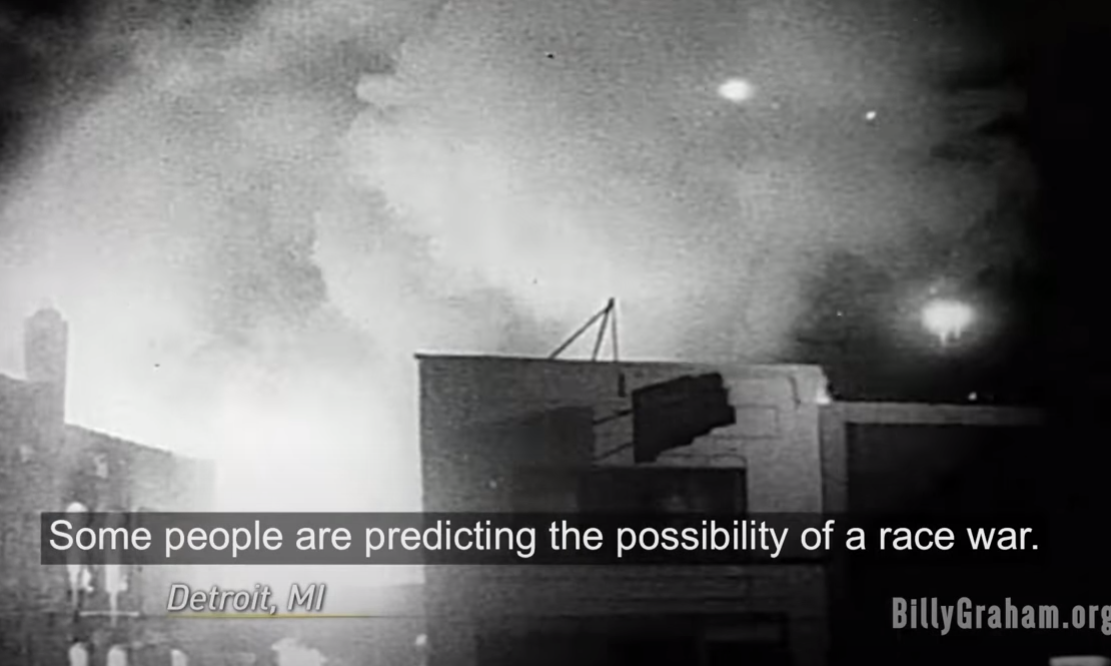 Some people are predicting the possibility of a race war.
Detroit, MI
BillyGraham.org